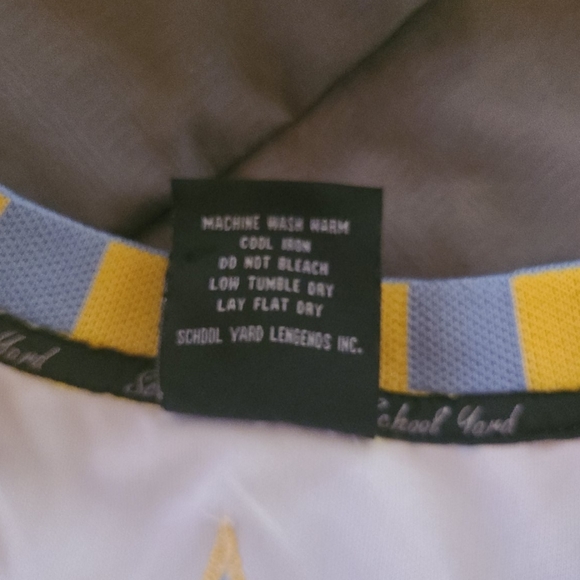 MACHINE WASH WARM
COOL IRON
DO NOT BLEACH
LOW TUMBLE DRY
LAY FLAT DRY
SCHOOL YARD LENGENDS INC.
Yard
School Yard